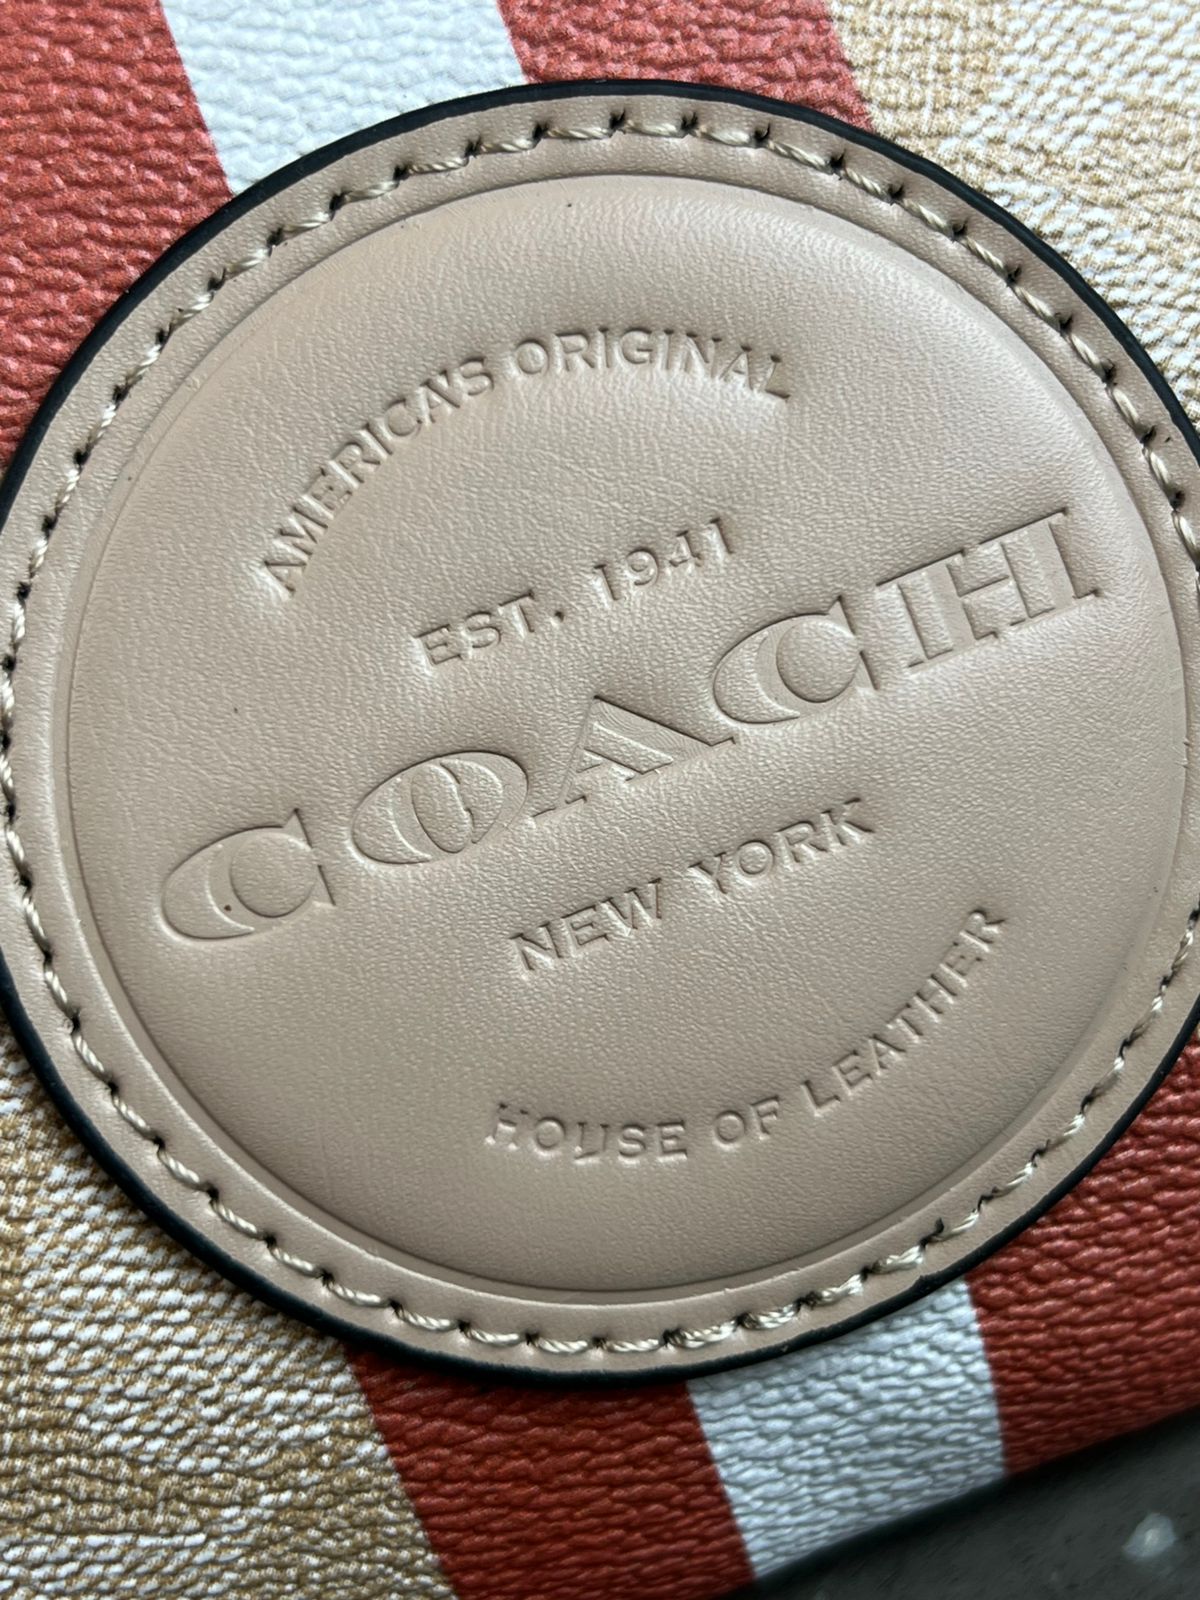 AMERICA'S ORIGINAL
EST. 1941
COACH
NEW YORK
HOUSE OF LEATHER